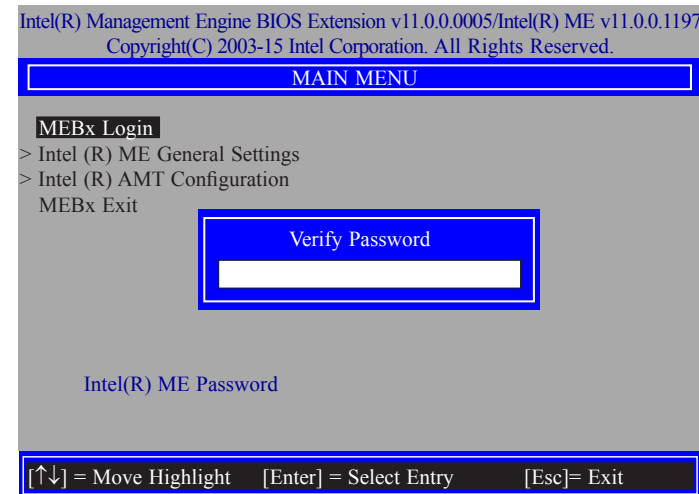 Intel(R) Management Engine BIOS Extension v11.0.0.0005/Intel(R) ME v11.0.0.1197
Copyright(C) 2003-15 Intel Corporation. All Rights Reserved.
MAIN MENU
MEBx Login
> Intel (R) ME General Settings
> Intel (R) AMT Configuration
MEBx Exit
Verify Password
Intel(R) ME Password
[↑↓] = Move Highlight [Enter] = Select Entry [Esc]= Exit